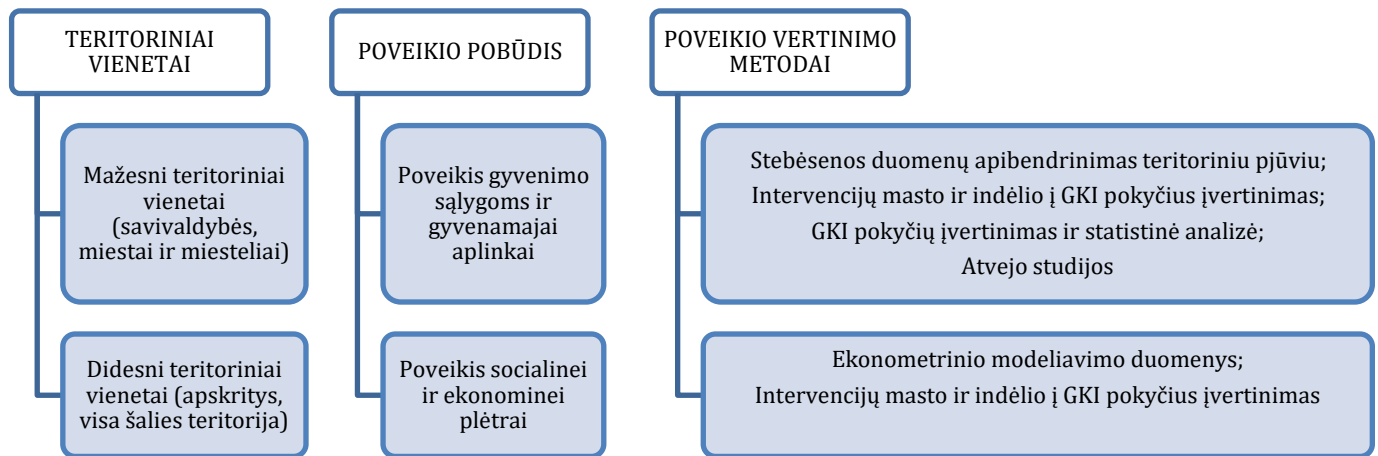 TERITORINIAI
VIENETAI
POVEIKIO POBŪDIS
POVEIKIO VERTINIMO
METODAI
Mažesni teritoriniai
vienetai
(savivaldybės,
miestai ir miesteliai)
Poveikis gyvenimo
sąlygoms ir
gyvenamajai
aplinkai
Stebėsenos duomenų apibendrinimas teritoriniu pjūviu;
Intervencijų masto ir indėlio į GKI pokyčius įvertinimas;
GKI pokyčių įvertinimas ir statistinė analizė;
Atvejo studijos
Didesni teritoriniai
vienetai (apskritys,
visa šalies teritorija)
Poveikis socialinei
ir ekonominei
plėtrai
Ekonometrinio modeliavimo duomenys;
Intervencijų masto ir indėlio į GKI pokyčius įvertinimas